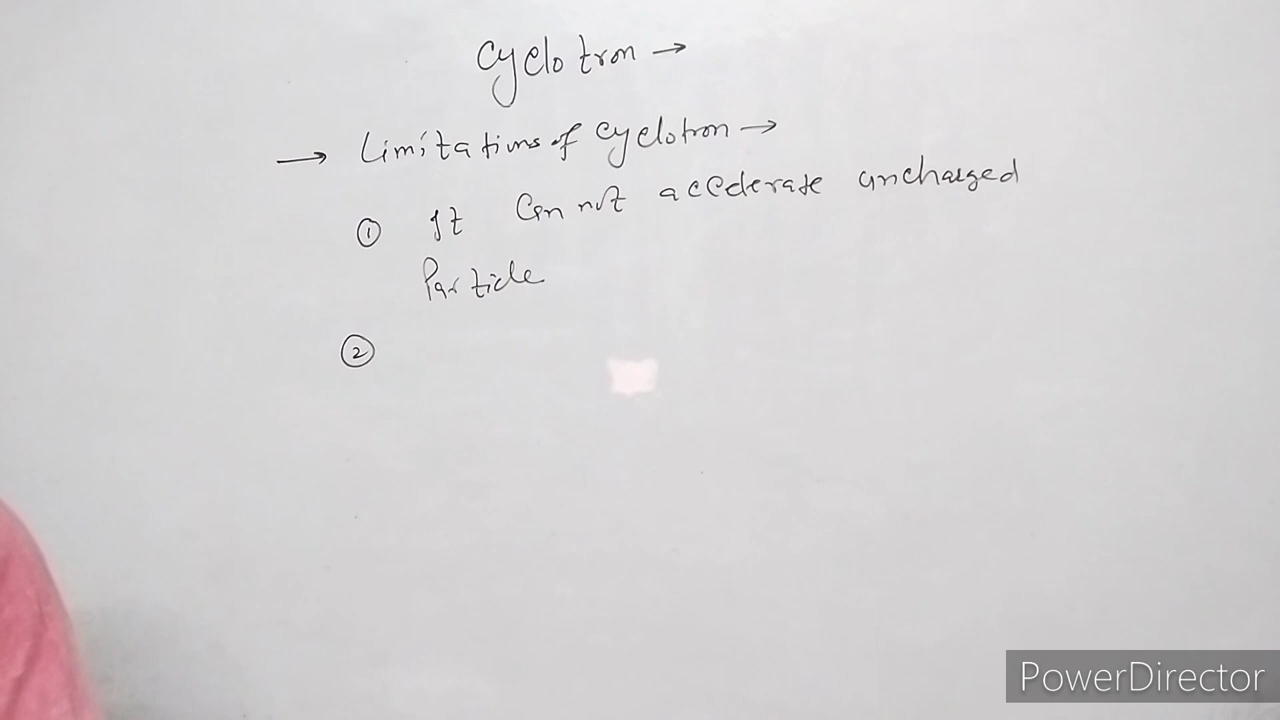 Cyclotron →
→ Limitations of cyclotron →
① It can not accelerate uncharged
Particle
②
PowerDirector